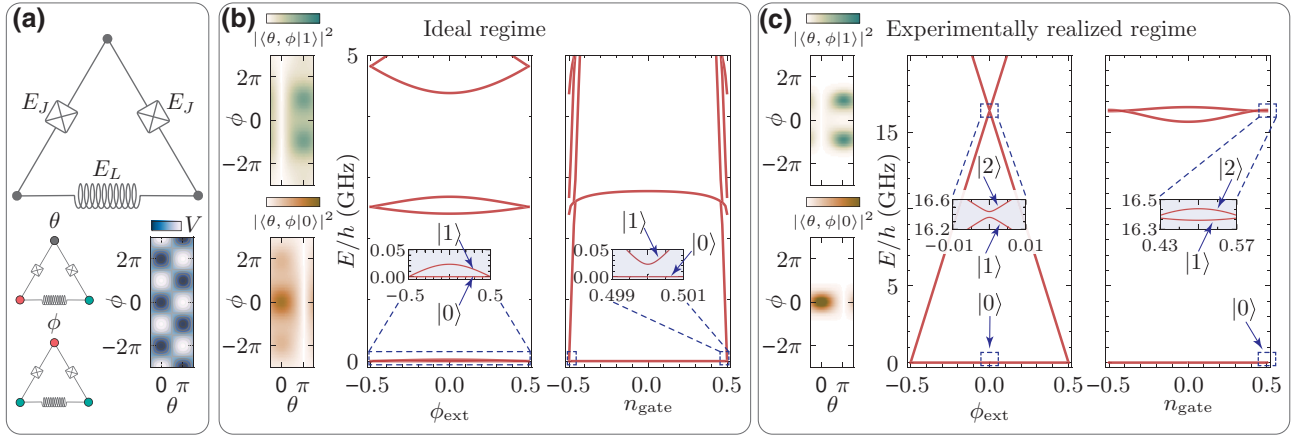 (a)
E_J
E_J
E_L
θ
V
2π
ϕ 0
−2π
0 π
θ
ϕ
(b)
Ideal regime
|⟨θ, ϕ|1⟩|²
2π
ϕ 0
−2π
|⟨θ, ϕ|0⟩|²
2π
ϕ 0
−2π
0 π
θ
E/h (GHz)
5
1
0
0.05
0.00
−0.5 0.5
|1⟩
|0⟩
−0.5 0.0 0.5
ϕ_ext
0.05
0.00
0.499 0.501
|1⟩
|0⟩
−0.5 0.0 0.5
n_gate
(c)
Experimentally realized regime
|⟨θ, ϕ|1⟩|²
2π
ϕ 0
−2π
|⟨θ, ϕ|0⟩|²
2π
ϕ 0
−2π
0 π
θ
E/h (GHz)
15
5
0
|2⟩
16.6
16.2
−0.01 0.01
|1⟩
|0⟩
−0.5 0.0 0.5
ϕ_ext
16.5
16.3
0.43 0.57
|2⟩
|1⟩
|0⟩
−0.5 0.0 0.5
n_gate